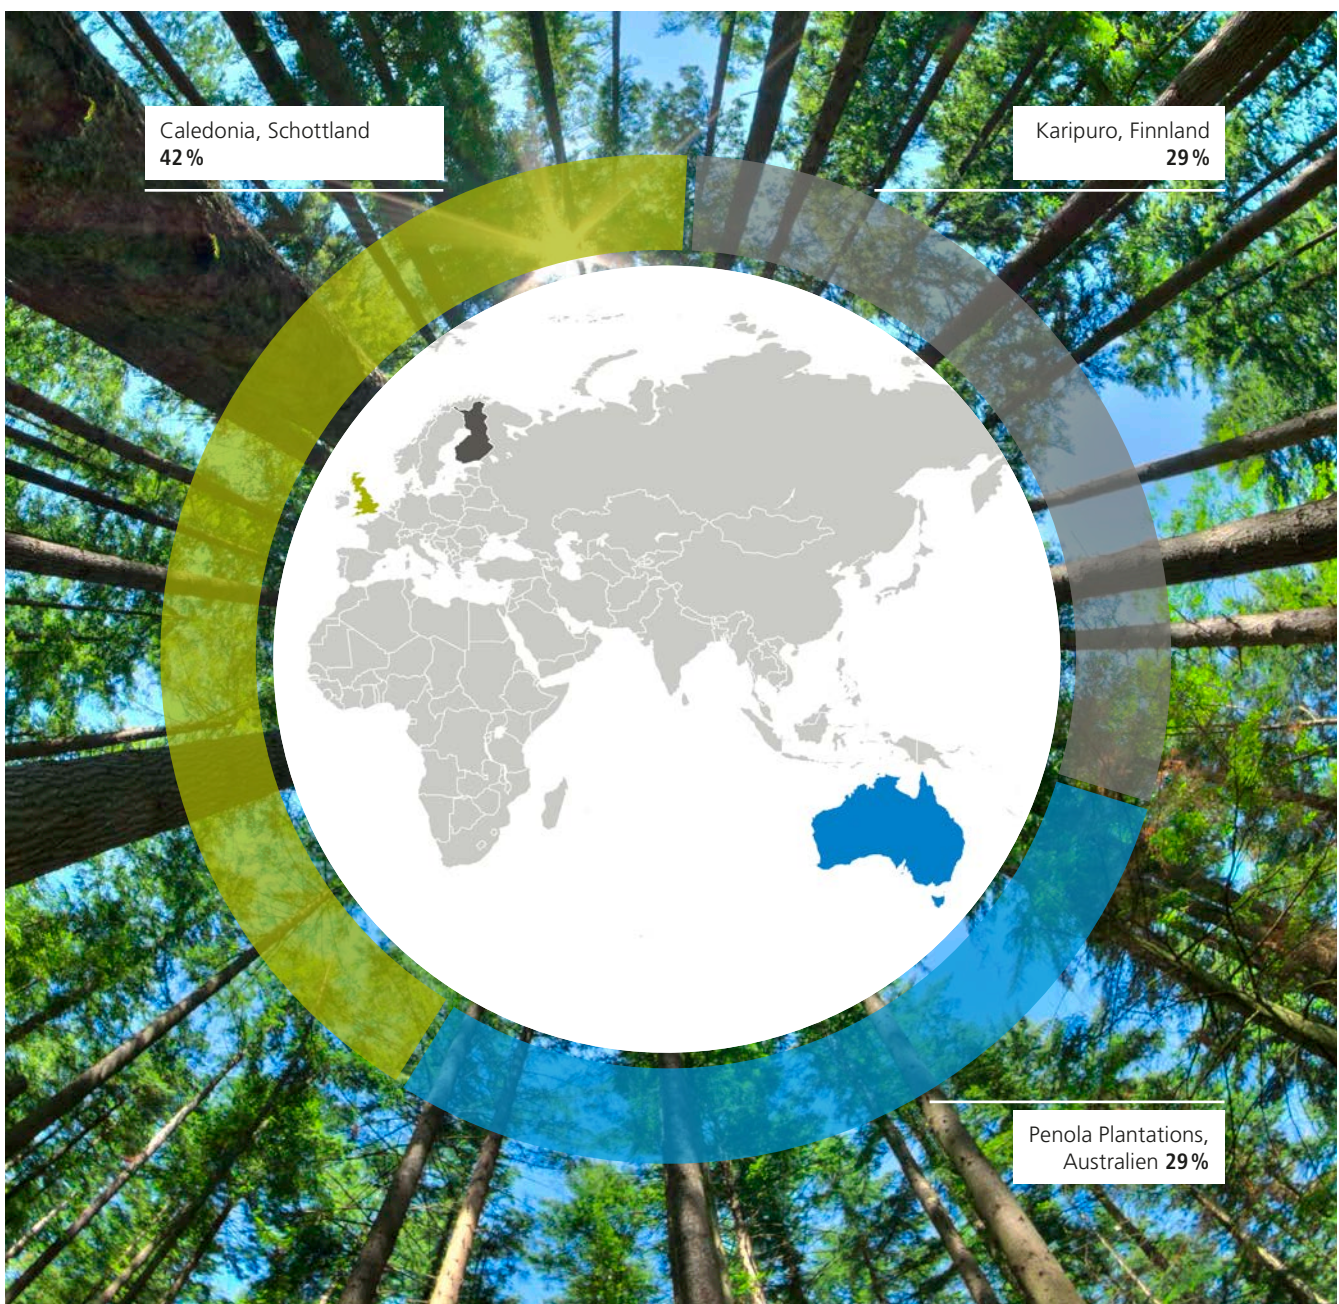 Caledonia, Schottland
42 %
Karipuro, Finnland
29 %
Penola Plantations,
Australien 29 %